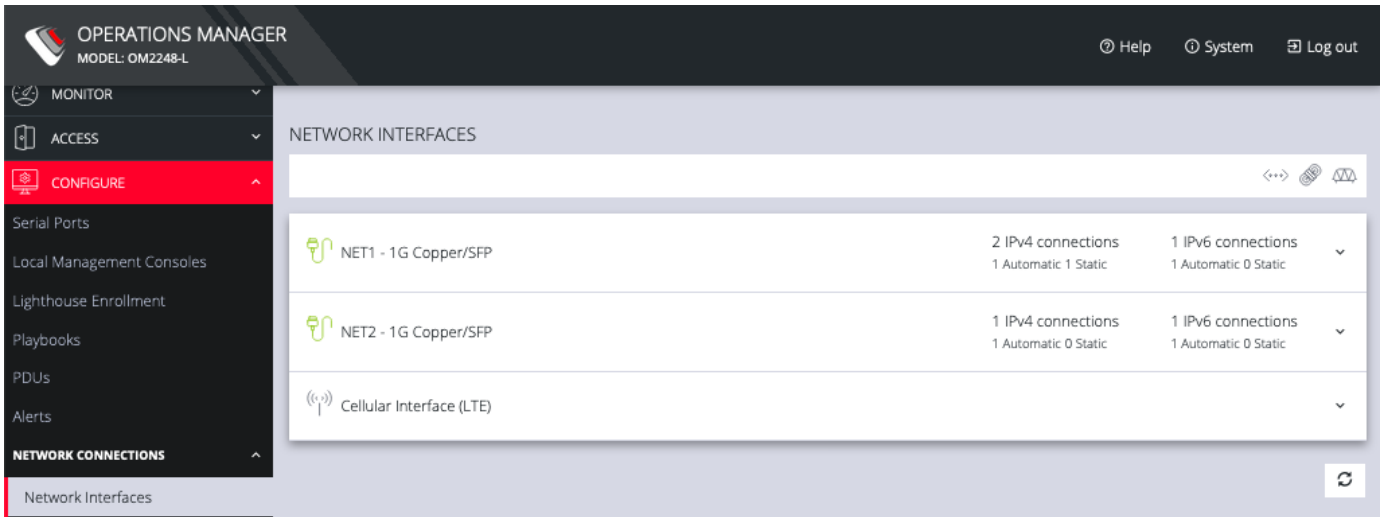 OPERATIONS MANAGER
MODEL: OM2248-L
Help System Log out
MONITOR
ACCESS
CONFIGURE
Serial Ports
Local Management Consoles
Lighthouse Enrollment
Playbooks
PDUs
Alerts
NETWORK CONNECTIONS
Network Interfaces
NETWORK INTERFACES
NET1 - 1G Copper/SFP 2 IPv4 connections 1 IPv6 connections
1 Automatic 1 Static 1 Automatic 0 Static
NET2 - 1G Copper/SFP 1 IPv4 connections 1 IPv6 connections
1 Automatic 0 Static 1 Automatic 0 Static
Cellular Interface (LTE)